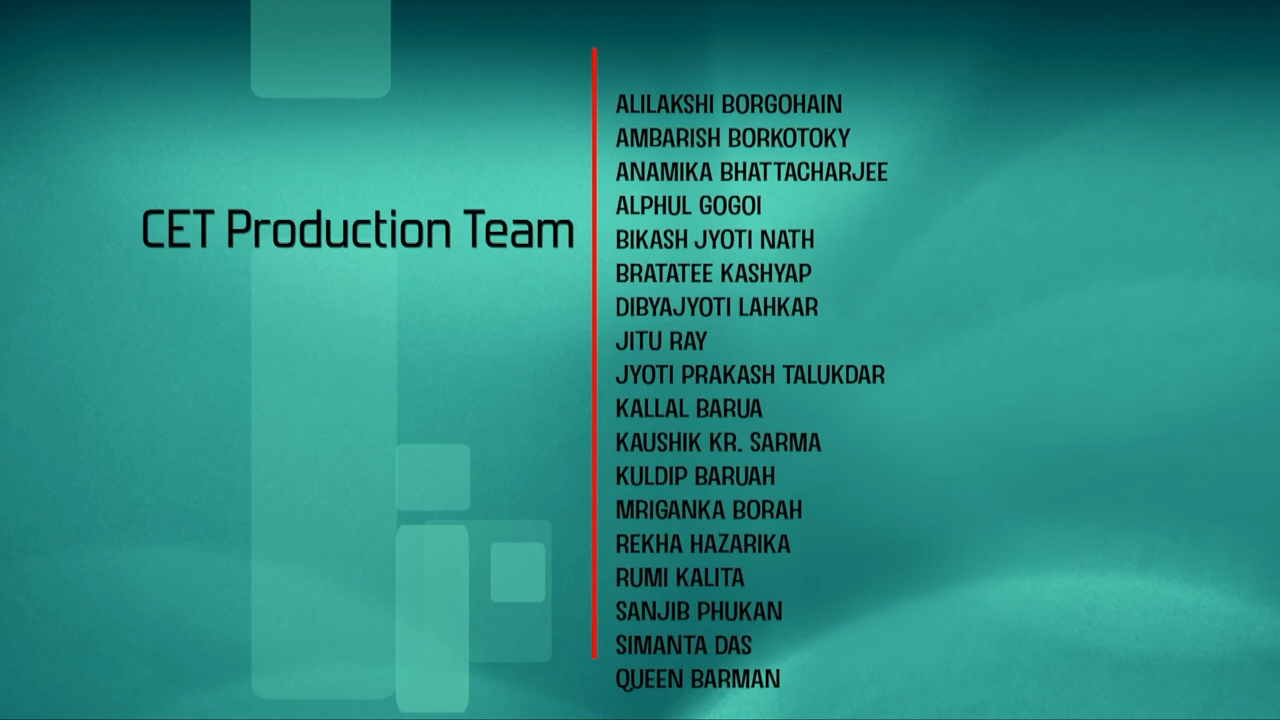 CET Production Team
ALILAKSHI BORGOHAIN
AMBARISH BORKOTOKY
ANAMIKA BHATTACHARJEE
ALPHUL GOGOI
BIKASH JYOTI NATH
BRATATEE KASHYAP
DIBYAJYOTI LAHKAR
JITU RAY
JYOTI PRAKASH TALUKDAR
KALLAL BARUA
KAUSHIK KR. SARMA
KULDIP BARUAH
MRIGANKA BORAH
REKHA HAZARIKA
RUMI KALITA
SANJIB PHUKAN
SIMANTA DAS
QUEEN BARMAN